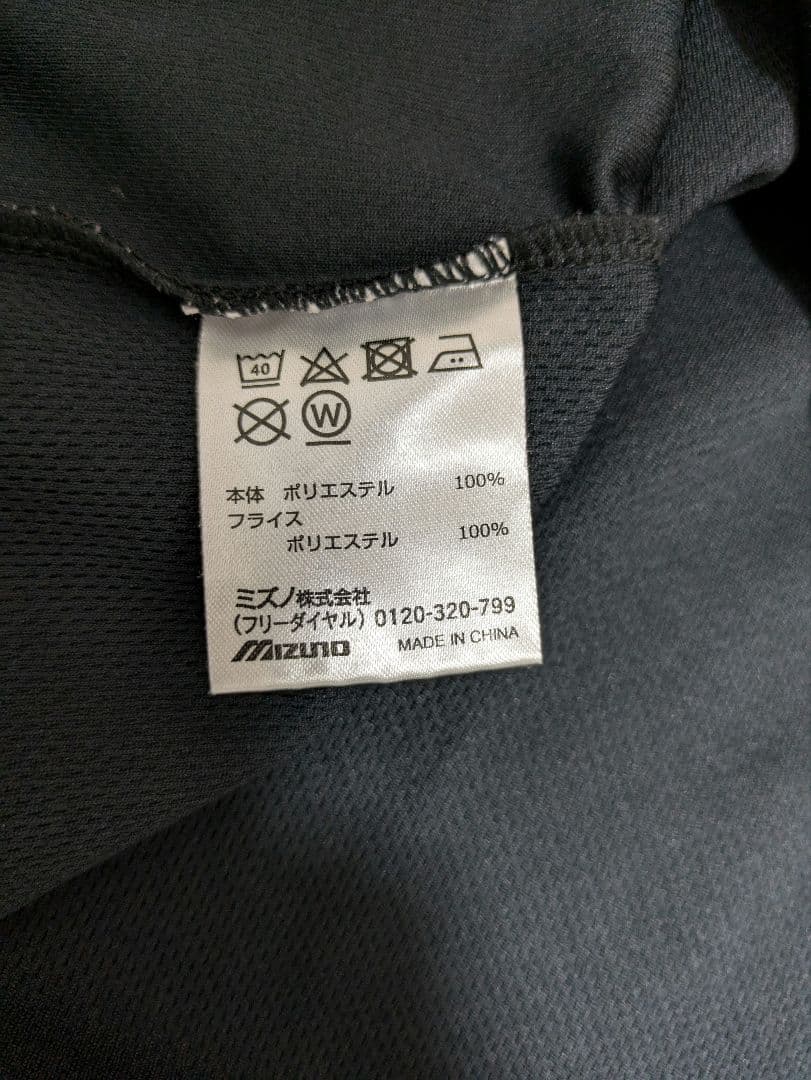 40
W
本体 ポリエステル 100%
フライス
ポリエステル 100%
ミズノ株式会社
(フリーダイヤル) 0120-320-799
MIZUNO MADE IN CHINA